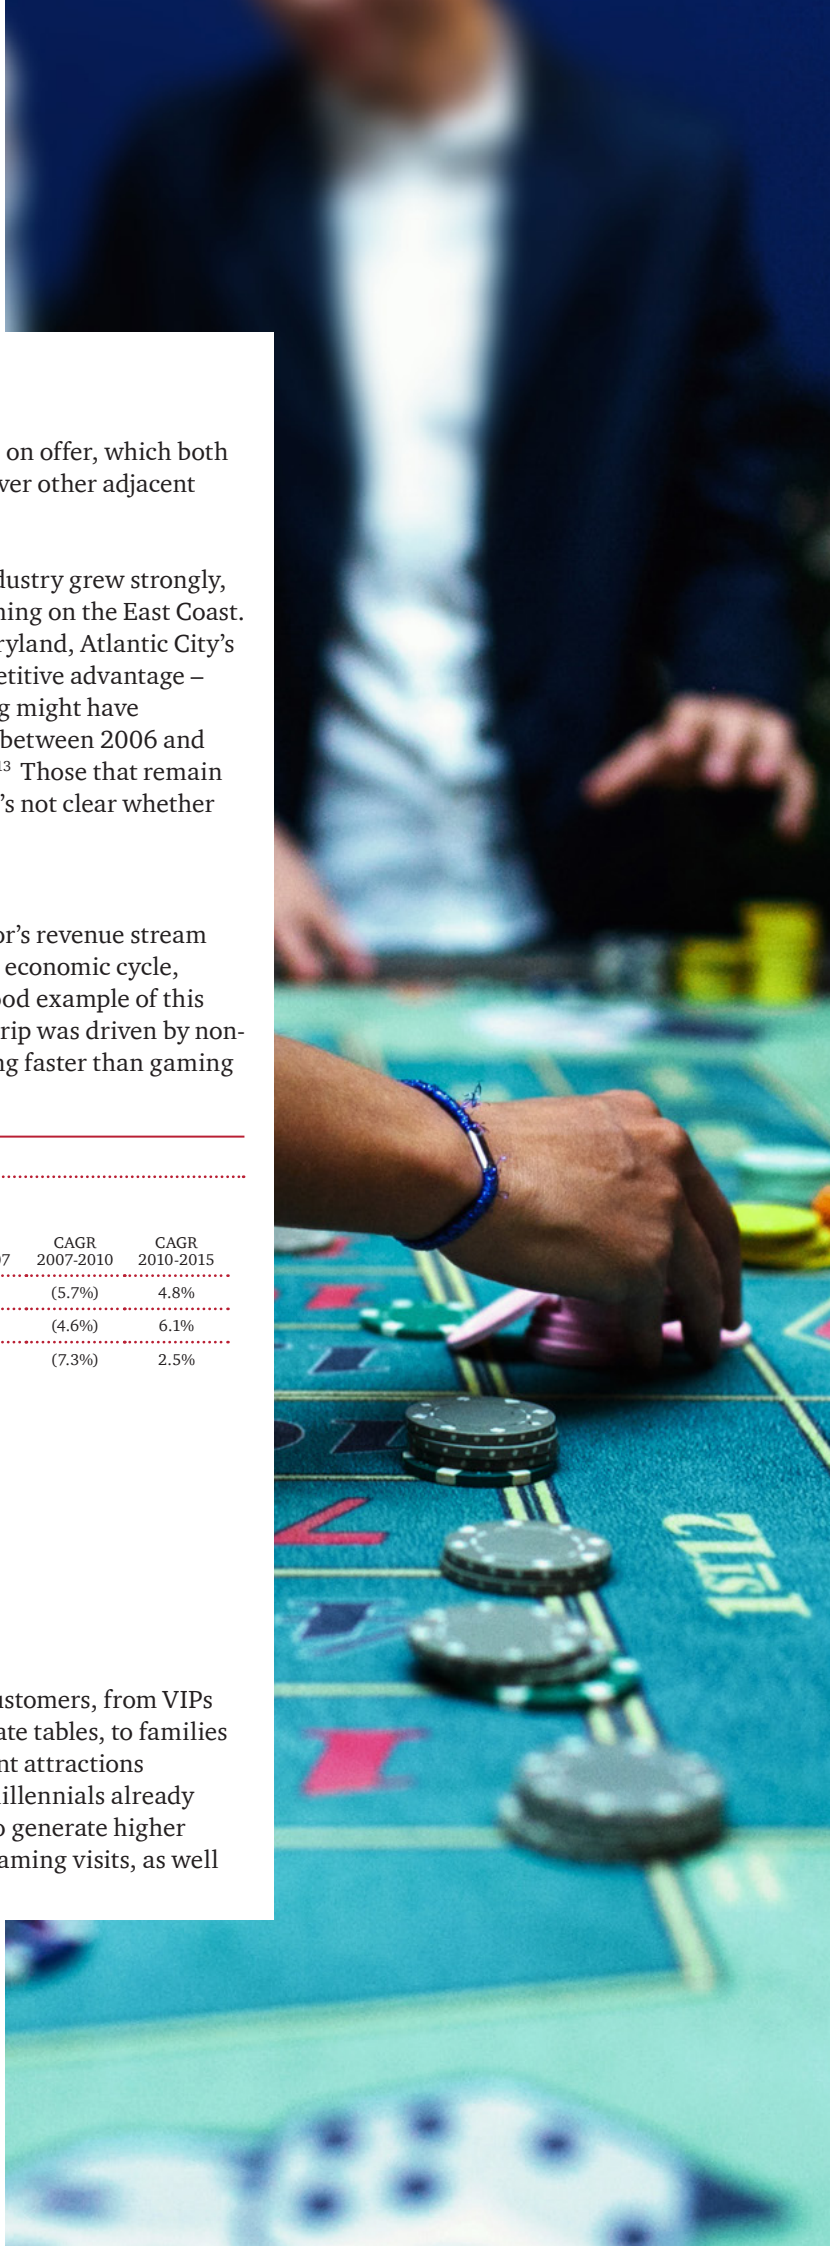 on offer, which both
ver other adjacent
dustry grew strongly,
ning on the East Coast.
ryland, Atlantic City's
etitive advantage –
g might have
between 2006 and
13 Those that remain
's not clear whether
or's revenue stream
economic cycle,
ood example of this
rip was driven by non-
ng faster than gaming
CAGR CAGR
07 2007-2010 2010-2015
(5.7%) 4.8%
(4.6%) 6.1%
(7.3%) 2.5%
1ST 12
ustomers, from VIPs
ate tables, to families
nt attractions
illennials already
o generate higher
aming visits, as well